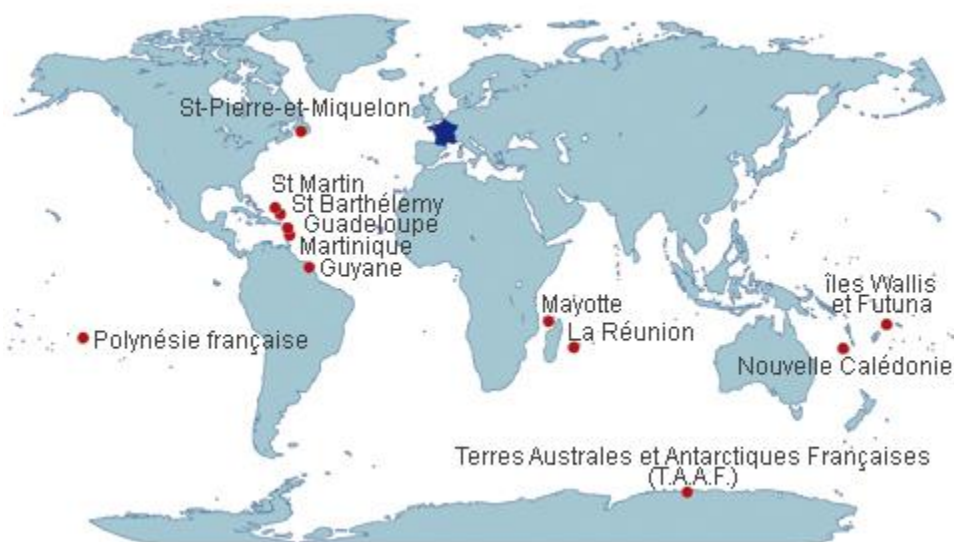 St-Pierre-et-Miquelon
St Martin
St Barthélemy
Guadeloupe
Martinique
Guyane
îles Wallis
et Futuna
Mayotte
La Réunion
Polynésie française
Nouvelle Calédonie
Terres Australes et Antarctiques Françaises
(T.A.A.F.)